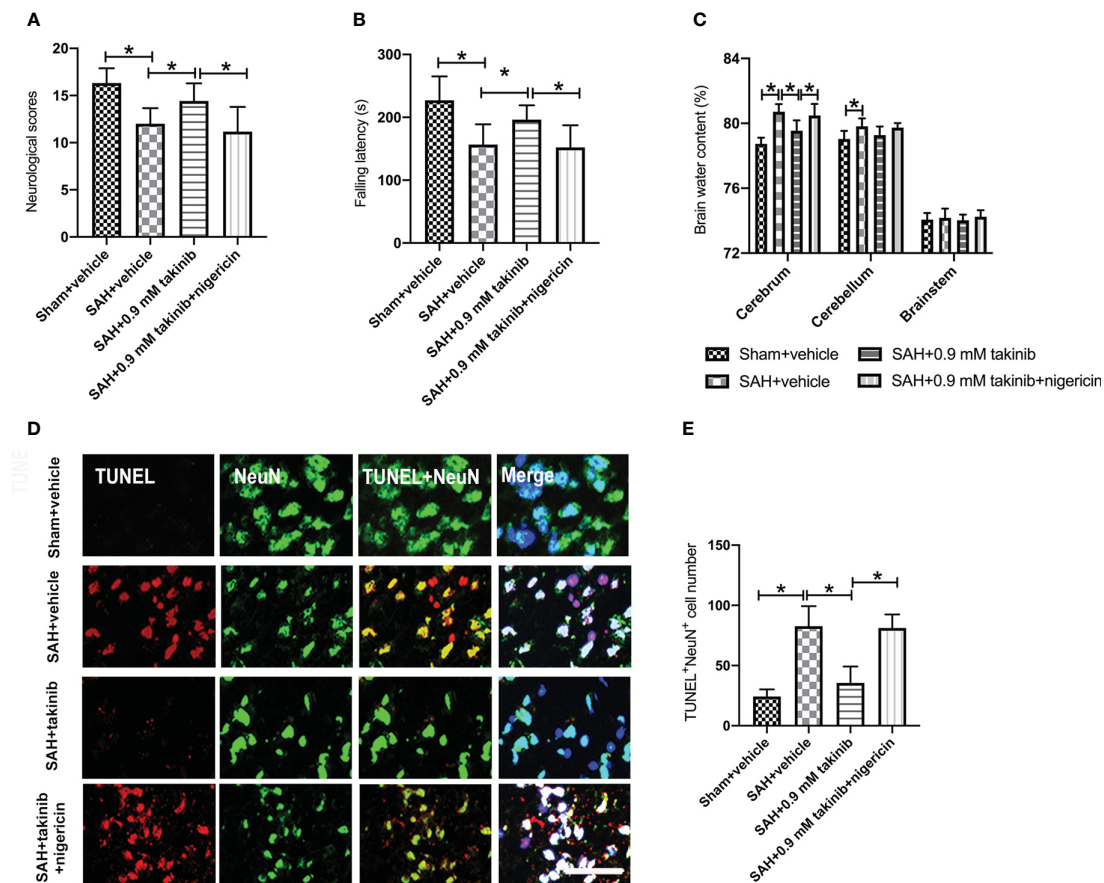 A
Neurological scores
20
15
10
5
0
*
*
*
Sham+vehicle
SAH+vehicle
SAH+0.9 mM takinib
SAH+0.9 mM takinib+nigericin
B
Falling latency (s)
300
200
100
0
*
*
*
Sham+vehicle
SAH+vehicle
SAH+0.9 mM takinib
SAH+0.9 mM takinib+nigericin
C
Brain water content (%)
84
80
76
72
* * *
*
Cerebrum
Cerebellum
Brainstem
Sham+vehicle
SAH+0.9 mM takinib
SAH+vehicle
SAH+0.9 mM takinib+nigericin
D
TUNE
TUNEL
NeuN
TUNEL+NeuN
Merge
Sham+vehicle
SAH+vehicle
SAH+takinib
SAH+takinib
+nigericin
E
TUNEL+NeuN+ cell number
150
100
50
0
*
*
*
Sham+vehicle
SAH+vehicle
SAH+0.9 mM takinib
SAH+0.9 mM takinib+nigericin